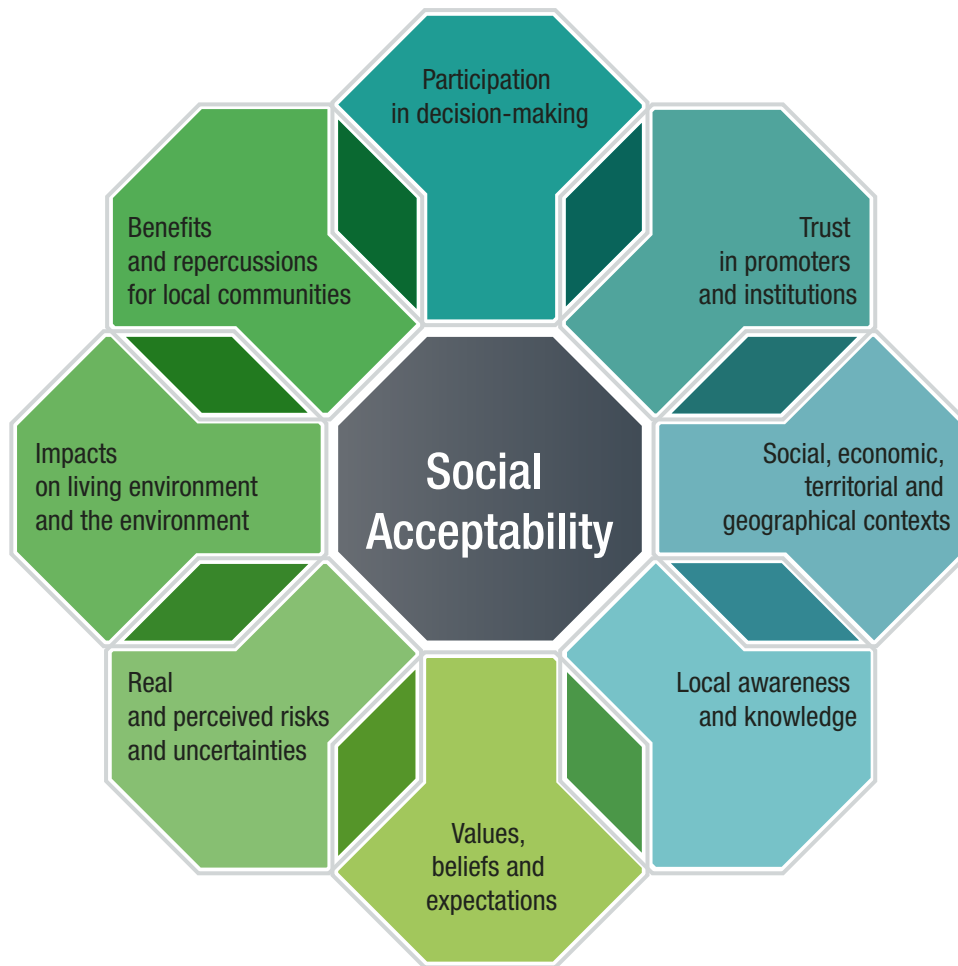 Participation
in decision-making
Trust
in promoters
and institutions
Social, economic,
territorial and
geographical contexts
Local awareness
and knowledge
Values,
beliefs and
expectations
Real
and perceived risks
and uncertainties
Impacts
on living environment
and the environment
Benefits
and repercussions
for local communities
Social
Acceptability